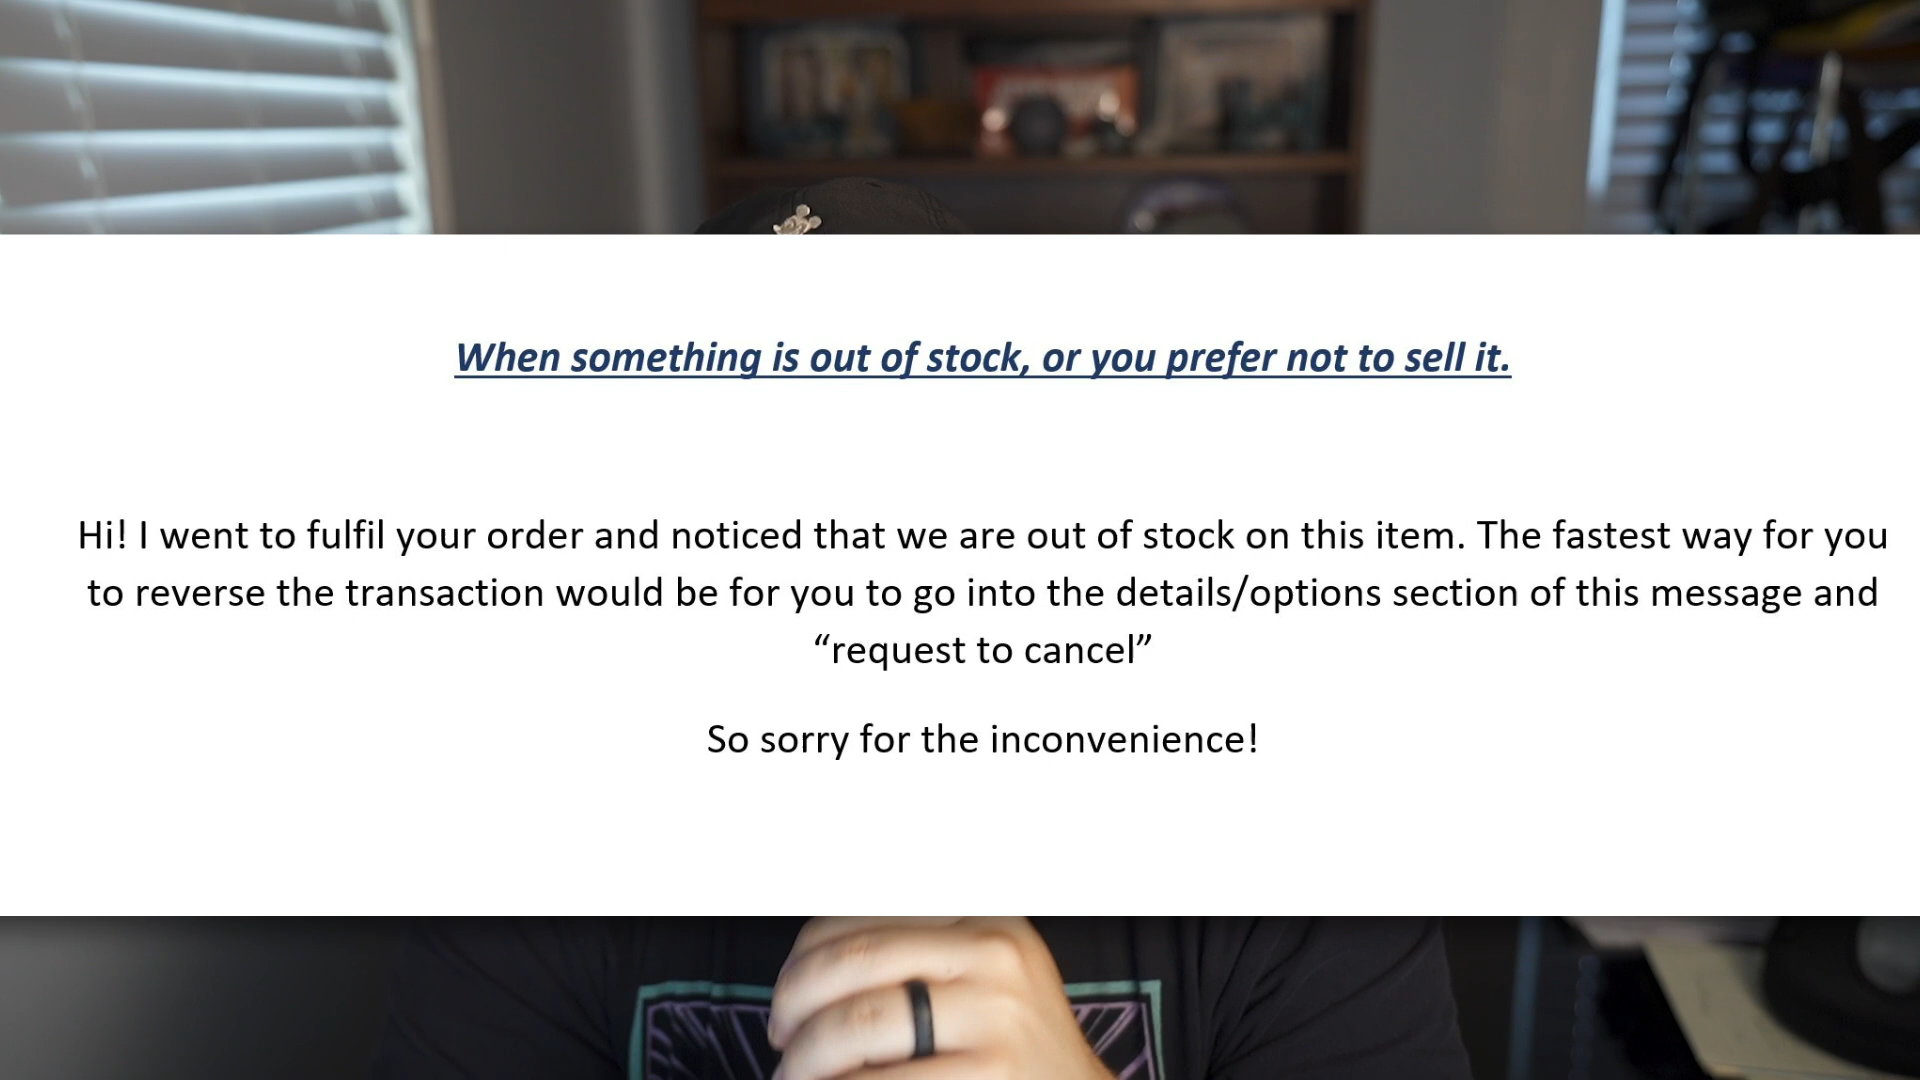 When something is out of stock, or you prefer not to sell it.
Hi! I went to fulfil your order and noticed that we are out of stock on this item. The fastest way for you
to reverse the transaction would be for you to go into the details/options section of this message and
“request to cancel”
So sorry for the inconvenience!